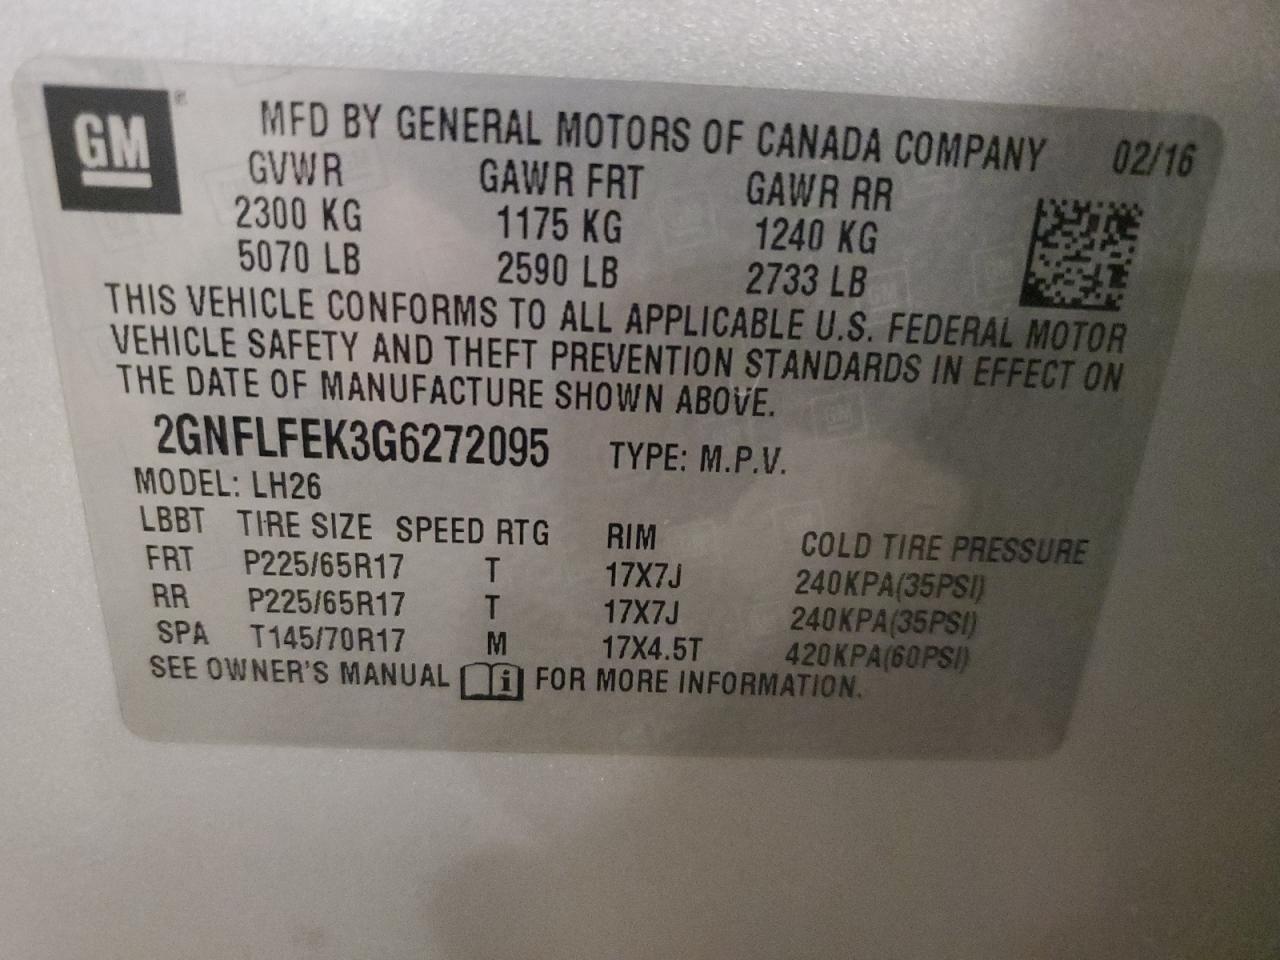 GM
MFD BY GENERAL MOTORS OF CANADA COMPANY 02/16
GVWR GAWR FRT GAWR RR
2300 KG 1175 KG 1240 KG
5070 LB 2590 LB 2733 LB
THIS VEHICLE CONFORMS TO ALL APPLICABLE U.S. FEDERAL MOTOR
VEHICLE SAFETY AND THEFT PREVENTION STANDARDS IN EFFECT ON
THE DATE OF MANUFACTURE SHOWN ABOVE.
2GNFLFEK3G6272095 TYPE: M.P.V.
MODEL: LH26
LBBT TIRE SIZE SPEED RTG RIM COLD TIRE PRESSURE
FRT P225/65R17 T 17X7J 240KPA(35PSI)
RR P225/65R17 T 17X7J 240KPA(35PSI)
SPA T145/70R17 M 17X4.5T 420KPA(60PSI)
SEE OWNER'S MANUAL i FOR MORE INFORMATION.